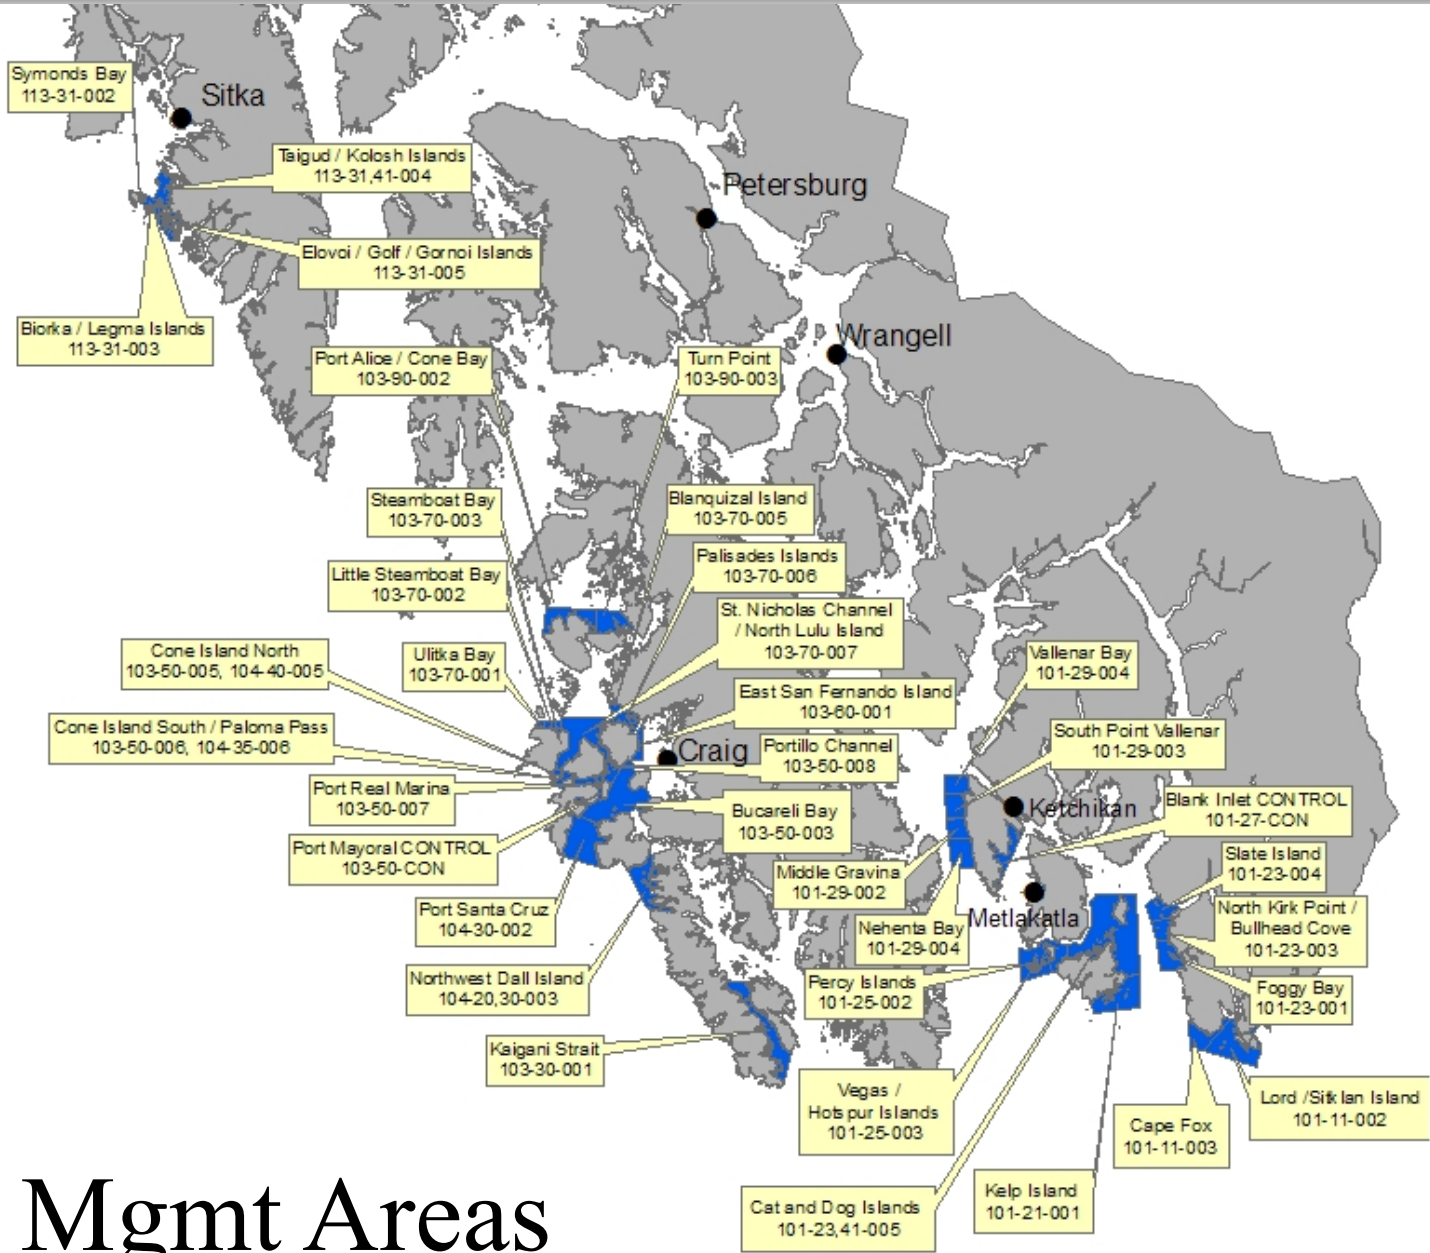 Symonds Bay
113-31-002
Sitka
Taigud / Kolosh Islands
113-31,41-004
Petersburg
Elovoi / Golf / Gornoi Islands
113-31-005
Biorka / Legma Islands
113-31-003
Wrangell
Port Alice / Cone Bay
103-90-002
Turn Point
103-90-003
Steamboat Bay
103-70-003
Blanquizal Island
103-70-005
Little Steamboat Bay
103-70-002
Palisades Islands
103-70-006
St. Nicholas Channel
/ North Lulu Island
103-70-007
Cone Island North
103-50-005, 104-40-005
Ulitka Bay
103-70-001
Vallenar Bay
101-29-004
East San Fernando Island
103-60-001
Cone Island South / Paloma Pass
103-50-006, 104-35-006
Craig
Portillo Channel
103-50-008
South Point Vallenar
101-29-003
Port Real Marina
103-50-007
Bucareli Bay
103-50-003
Ketchikan
Blank Inlet CONTROL
101-27-CON
Port Mayoral CONTROL
103-50-CON
Middle Gravina
101-29-002
Slate Island
101-23-004
Port Santa Cruz
104-30-002
Metlakatla
Nehenta Bay
101-29-004
North Kirk Point /
Bullhead Cove
101-23-003
Northwest Dall Island
104-20,30-003
Percy Islands
101-25-002
Foggy Bay
101-23-001
Kaigani Strait
103-30-001
Vegas /
Hotspur Islands
101-25-003
Lord /Sitklan Island
101-11-002
Cape Fox
101-11-003
Cat and Dog Islands
101-23,41-005
Kelp Island
101-21-001
Mgmt Areas